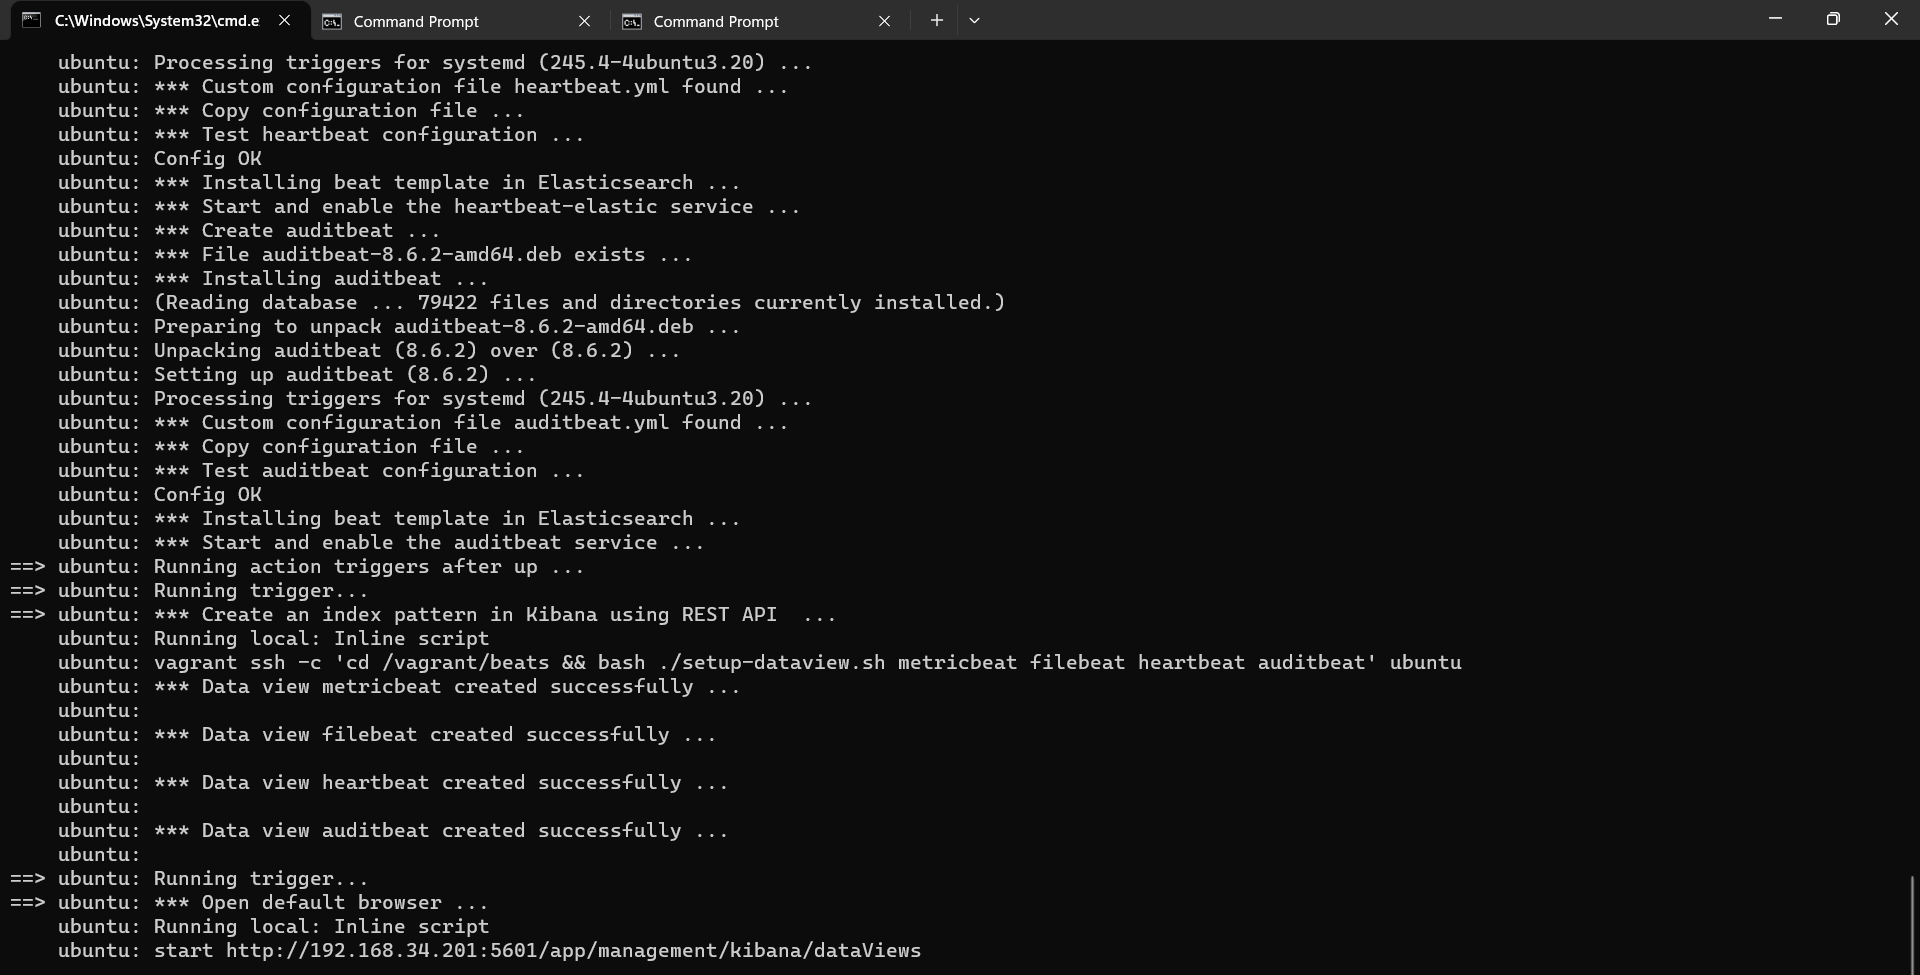 C:\Windows\System32\cmd.e
Command Prompt
Command Prompt
ubuntu: Processing triggers for systemd (245.4-4ubuntu3.20) ...
ubuntu: *** Custom configuration file heartbeat.yml found ...
ubuntu: *** Copy configuration file ...
ubuntu: *** Test heartbeat configuration ...
ubuntu: Config OK
ubuntu: *** Installing beat template in Elasticsearch ...
ubuntu: *** Start and enable the heartbeat-elastic service ...
ubuntu: *** Create auditbeat ...
ubuntu: *** File auditbeat-8.6.2-amd64.deb exists ...
ubuntu: *** Installing auditbeat ...
ubuntu: (Reading database ... 79422 files and directories currently installed.)
ubuntu: Preparing to unpack auditbeat-8.6.2-amd64.deb ...
ubuntu: Unpacking auditbeat (8.6.2) over (8.6.2) ...
ubuntu: Setting up auditbeat (8.6.2) ...
ubuntu: Processing triggers for systemd (245.4-4ubuntu3.20) ...
ubuntu: *** Custom configuration file auditbeat.yml found ...
ubuntu: *** Copy configuration file ...
ubuntu: *** Test auditbeat configuration ...
ubuntu: Config OK
ubuntu: *** Installing beat template in Elasticsearch ...
ubuntu: *** Start and enable the auditbeat service ...
==> ubuntu: Running action triggers after up ...
==> ubuntu: Running trigger...
==> ubuntu: *** Create an index pattern in Kibana using REST API  ...
ubuntu: Running local: Inline script
ubuntu: vagrant ssh -c 'cd /vagrant/beats && bash ./setup-dataview.sh metricbeat filebeat heartbeat auditbeat' ubuntu
ubuntu: *** Data view metricbeat created successfully ...
ubuntu:
ubuntu: *** Data view filebeat created successfully ...
ubuntu:
ubuntu: *** Data view heartbeat created successfully ...
ubuntu:
ubuntu: *** Data view auditbeat created successfully ...
ubuntu:
==> ubuntu: Running trigger...
==> ubuntu: *** Open default browser ...
ubuntu: Running local: Inline script
ubuntu: start http://192.168.34.201:5601/app/management/kibana/dataViews